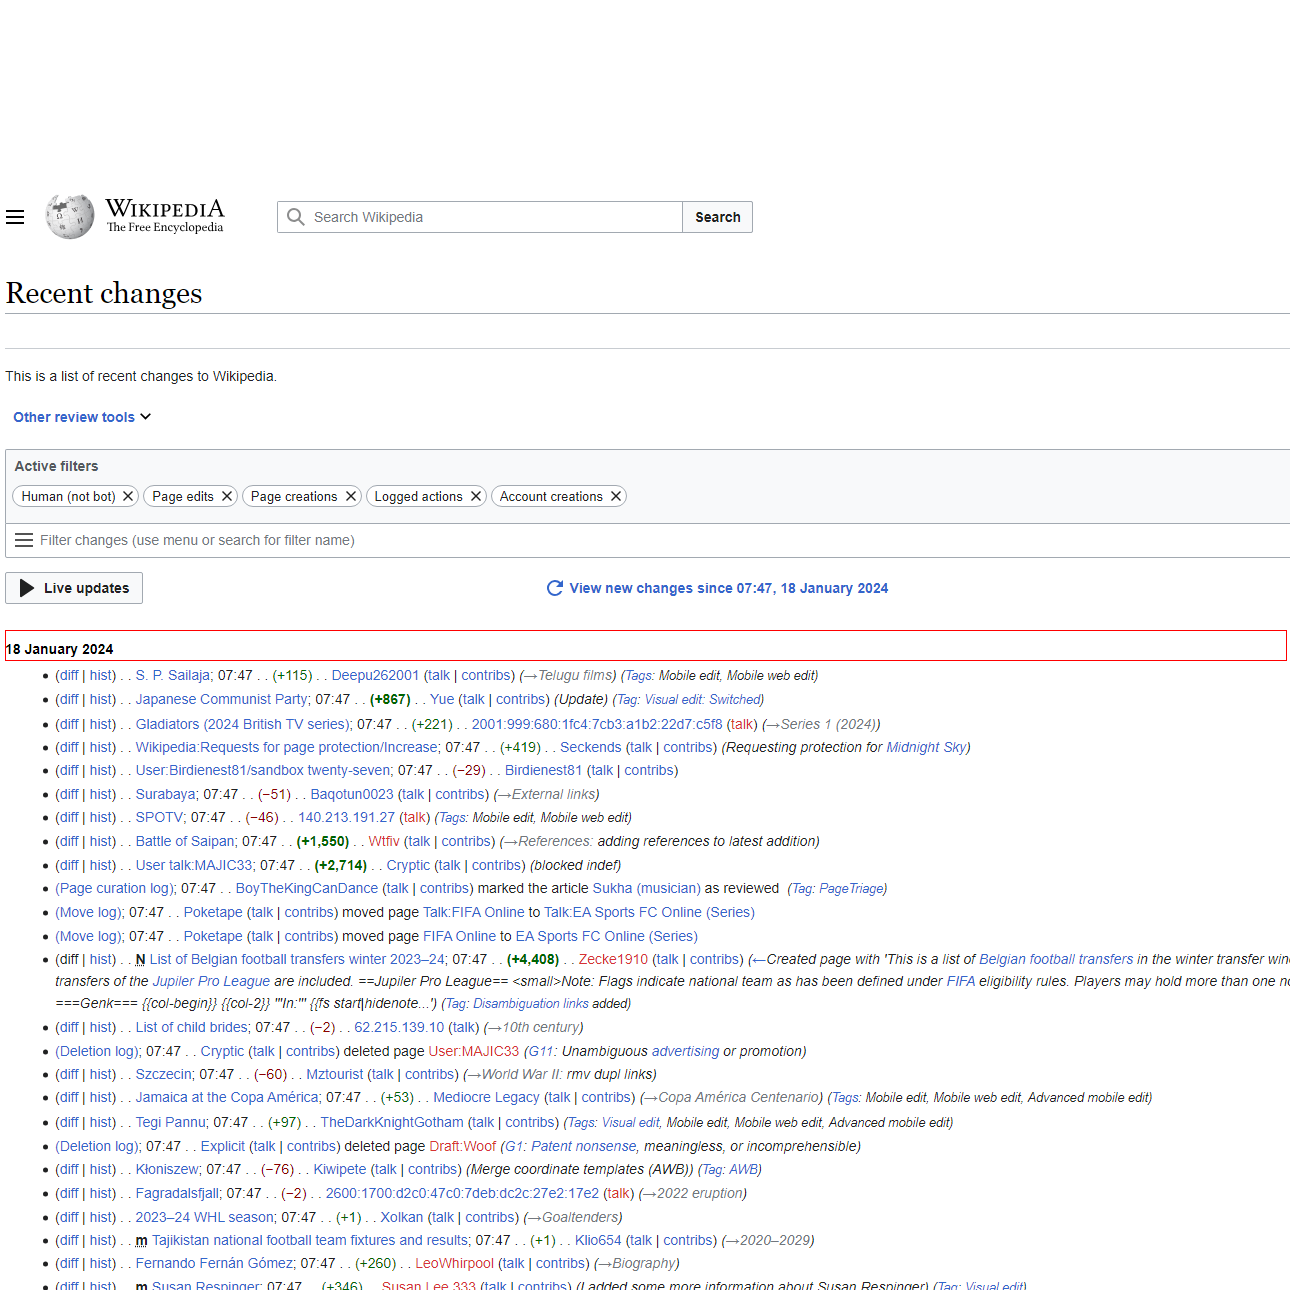 WIKIPEDIA
The Free Encyclopedia
Search Wikipedia
Search
Recent changes
This is a list of recent changes to Wikipedia.
Other review tools
Active filters
Human (not bot)
Page edits
Page creations
Logged actions
Account creations
Filter changes (use menu or search for filter name)
Live updates
View new changes since 07:47, 18 January 2024
18 January 2024
(diff | hist) . . S. P. Sailaja; 07:47 . . (+115) . . Deepu262001 (talk | contribs) (→Telugu films) (Tags: Mobile edit, Mobile web edit)
(diff | hist) . . Japanese Communist Party; 07:47 . . (+867) . . Yue (talk | contribs) (Update) (Tag: Visual edit: Switched)
(diff | hist) . . Gladiators (2024 British TV series); 07:47 . . (+221) . . 2001:999:680:1fc4:7cb3:a1b2:22d7:c5f8 (talk) (→Series 1 (2024))
(diff | hist) . . Wikipedia:Requests for page protection/Increase; 07:47 . . (+419) . . Seckends (talk | contribs) (Requesting protection for Midnight Sky)
(diff | hist) . . User:Birdienest81/sandbox twenty-seven; 07:47 . . (−29) . . Birdienest81 (talk | contribs)
(diff | hist) . . Surabaya; 07:47 . . (−51) . . Baqotun0023 (talk | contribs) (→External links)
(diff | hist) . . SPOTV; 07:47 . . (−46) . . 140.213.191.27 (talk) (Tags: Mobile edit, Mobile web edit)
(diff | hist) . . Battle of Saipan; 07:47 . . (+1,550) . . Wtfiv (talk | contribs) (→References: adding references to latest addition)
(diff | hist) . . User talk:MAJIC33; 07:47 . . (+2,714) . . Cryptic (talk | contribs) (blocked indef)
(Page curation log); 07:47 . . BoyTheKingCanDance (talk | contribs) marked the article Sukha (musician) as reviewed (Tag: PageTriage)
(Move log); 07:47 . . Poketape (talk | contribs) moved page Talk:FIFA Online to Talk:EA Sports FC Online (Series)
(Move log); 07:47 . . Poketape (talk | contribs) moved page FIFA Online to EA Sports FC Online (Series)
(diff | hist) . . N List of Belgian football transfers winter 2023–24; 07:47 . . (+4,408) . . Zecke1910 (talk | contribs) (←Created page with 'This is a list of Belgian football transfers in the winter transfer
transfers of the Jupiler Pro League are included. ==Jupiler Pro League== <small>Note: Flags indicate national team as has been defined under FIFA eligibility rules. Players may hold more than one
===Genk=== {{col-begin}} {{col-2}} '''In:''' {{fs start|hidenote...') (Tag: Disambiguation links added)
(diff | hist) . . List of child brides; 07:47 . . (−2) . . 62.215.139.10 (talk) (→10th century)
(Deletion log); 07:47 . . Cryptic (talk | contribs) deleted page User:MAJIC33 (G11: Unambiguous advertising or promotion)
(diff | hist) . . Szczecin; 07:47 . . (−60) . . Mztourist (talk | contribs) (→World War II: rmv dupl links)
(diff | hist) . . Jamaica at the Copa América; 07:47 . . (+53) . . Mediocre Legacy (talk | contribs) (→Copa América Centenario) (Tags: Mobile edit, Mobile web edit, Advanced mobile edit)
(diff | hist) . . Tegi Pannu; 07:47 . . (+97) . . TheDarkKnightGotham (talk | contribs) (Tags: Visual edit, Mobile edit, Mobile web edit, Advanced mobile edit)
(Deletion log); 07:47 . . Explicit (talk | contribs) deleted page Draft:Woof (G1: Patent nonsense, meaningless, or incomprehensible)
(diff | hist) . . Kłoniszew; 07:47 . . (−76) . . Kiwipete (talk | contribs) (Merge coordinate templates (AWB)) (Tag: AWB)
(diff | hist) . . Fagradalsfjall; 07:47 . . (−2) . . 2600:1700:d2c0:47c0:7deb:dc2c:27e2:17e2 (talk) (→2022 eruption)
(diff | hist) . . 2023–24 WHL season; 07:47 . . (+1) . . Xolkan (talk | contribs) (→Goaltenders)
(diff | hist) . . m Tajikistan national football team fixtures and results; 07:47 . . (+1) . . Klio654 (talk | contribs) (→2020–2029)
(diff | hist) . . Fernando Fernán Gómez; 07:47 . . (+260) . . LeoWhirpool (talk | contribs) (→Biography)
(diff | hist) . . m Susan Respinger; 07:47 . . (+346) . . Susan Lee 333 (talk | contribs) (I added some more information about Susan Respinger) (Tag: Visual edit)